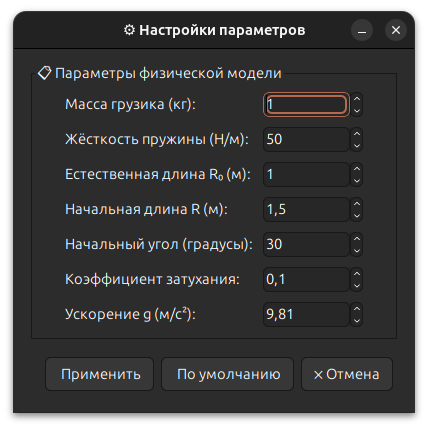 ⚙ Настройки параметров
📋 Параметры физической модели
Масса грузика (кг): 1
Жёсткость пружины (Н/м): 50
Естественная длина R₀ (м): 1
Начальная длина R (м): 1,5
Начальный угол (градусы): 30
Коэффициент затухания: 0,1
Ускорение g (м/с²): 9,81
Применить По умолчанию ✕ Отмена